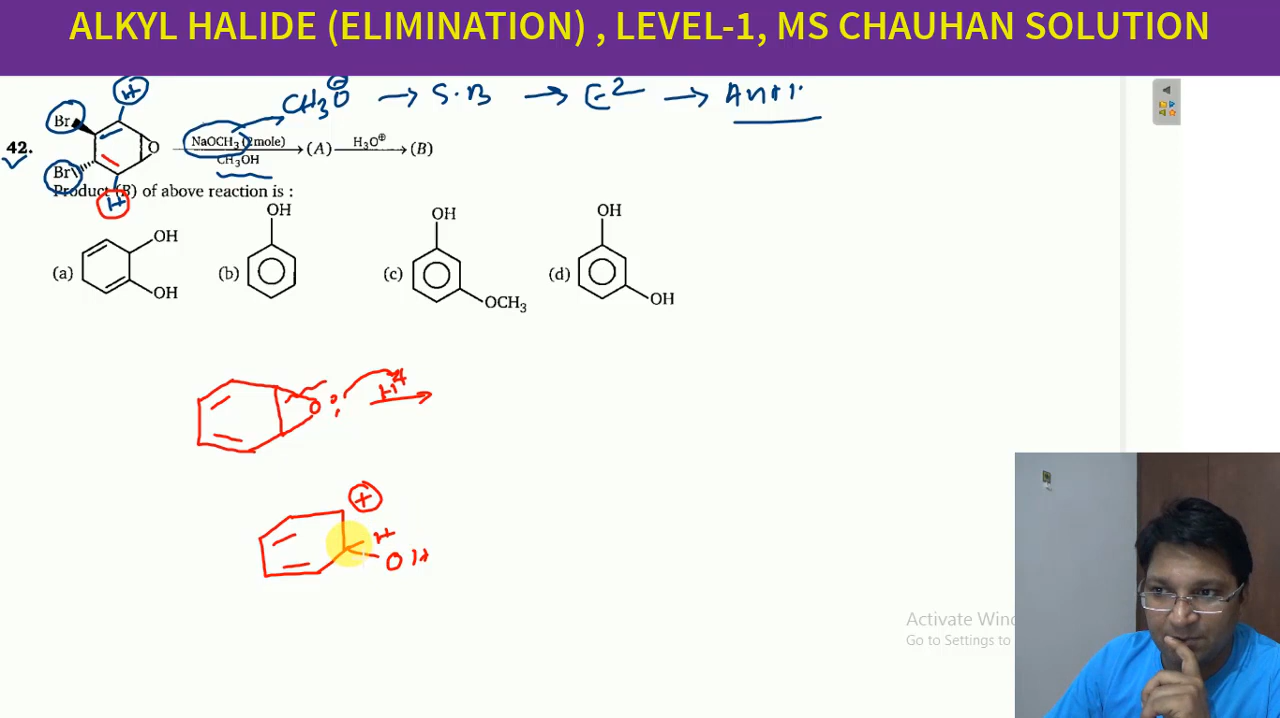 ALKYL HALIDE (ELIMINATION) , LEVEL-1, MS CHAUHAN SOLUTION
CH3O⊖ → S.B → E2 → Anti
H
Br
42.
O
NaOCH3 (2mole)
CH3OH
(A)
H3O⊕
(B)
Br
Product (B) of above reaction is :
H
(a)
OH
OH
(b)
OH
(c)
OH
OCH3
(d)
OH
OH
O
H+
+
H
OH
Activate Wind
Go to Settings to